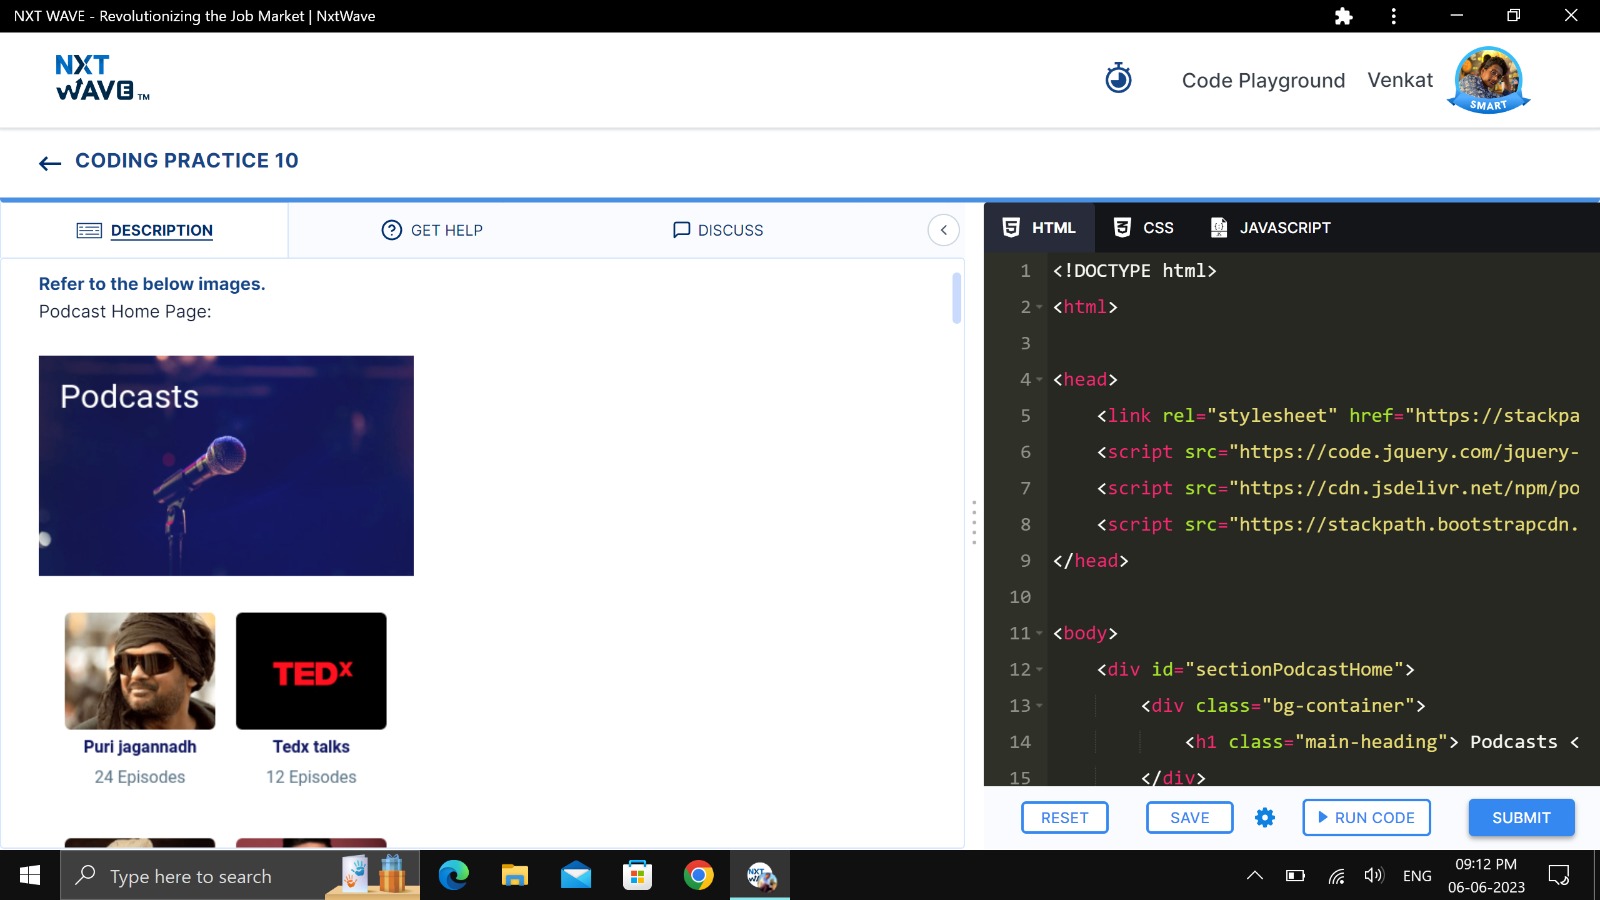 NXT WAVE - Revolutionizing the Job Market | NxtWave
NXT
WAVE TM
Code Playground
Venkat
SMART
CODING PRACTICE 10
DESCRIPTION
GET HELP
DISCUSS
HTML
CSS
JAVASCRIPT
Refer to the below images.
Podcast Home Page:
Podcasts
TEDx
Puri jagannadh
Tedx talks
24 Episodes
12 Episodes
1 <!DOCTYPE html>
2 <html>
3
4 <head>
5 <link rel="stylesheet" href="https://stackpa
6 <script src="https://code.jquery.com/jquery-
7 <script src="https://cdn.jsdelivr.net/npm/po
8 <script src="https://stackpath.bootstrapcdn.
9 </head>
10
11 <body>
12 <div id="sectionPodcastHome">
13 <div class="bg-container">
14 <h1 class="main-heading"> Podcasts <
15 </div>
RESET
SAVE
RUN CODE
SUBMIT
Type here to search
ENG
09:12 PM
06-06-2023